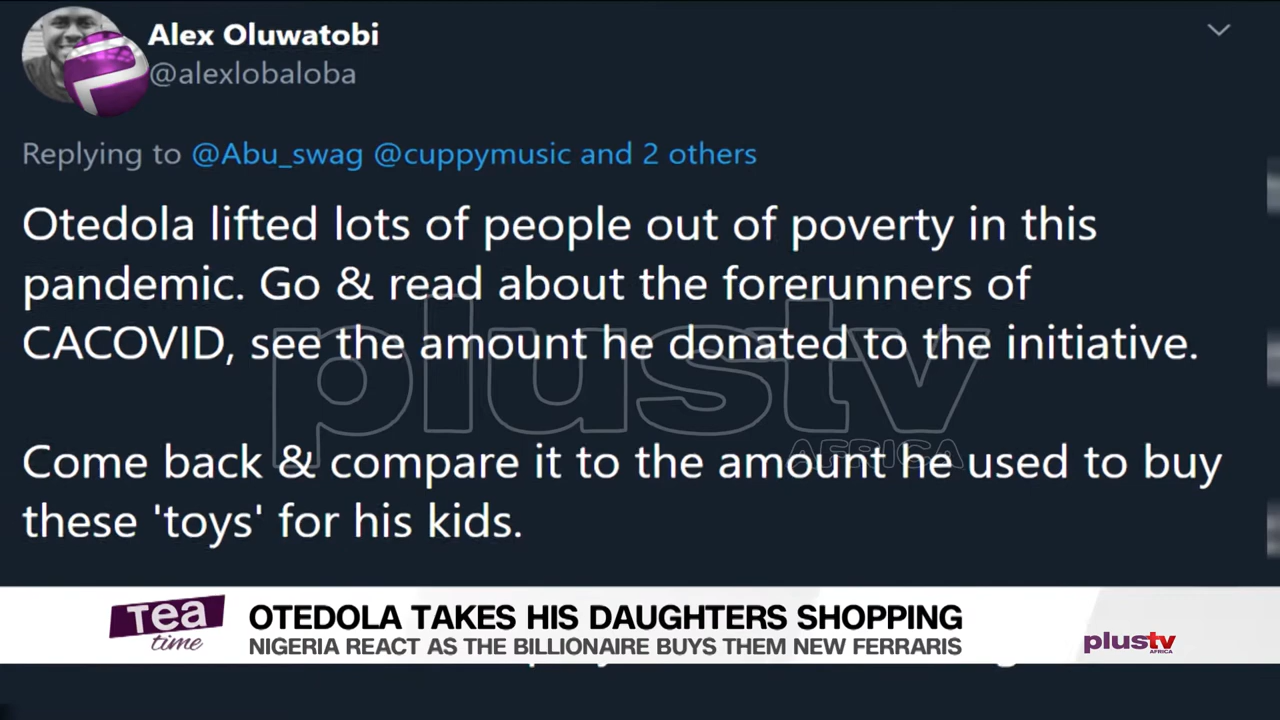 Alex Oluwatobi
@alexlobaloba
Replying to @Abu_swag @cuppymusic and 2 others
Otedola lifted lots of people out of poverty in this
pandemic. Go & read about the forerunners of
CACOVID, see the amount he donated to the initiative.
plustv
AFRICA
Come back & compare it to the amount he used to buy
these 'toys' for his kids.
Tea
time
OTEDOLA TAKES HIS DAUGHTERS SHOPPING
NIGERIA REACT AS THE BILLIONAIRE BUYS THEM NEW FERRARIS
plustv
AFRICA